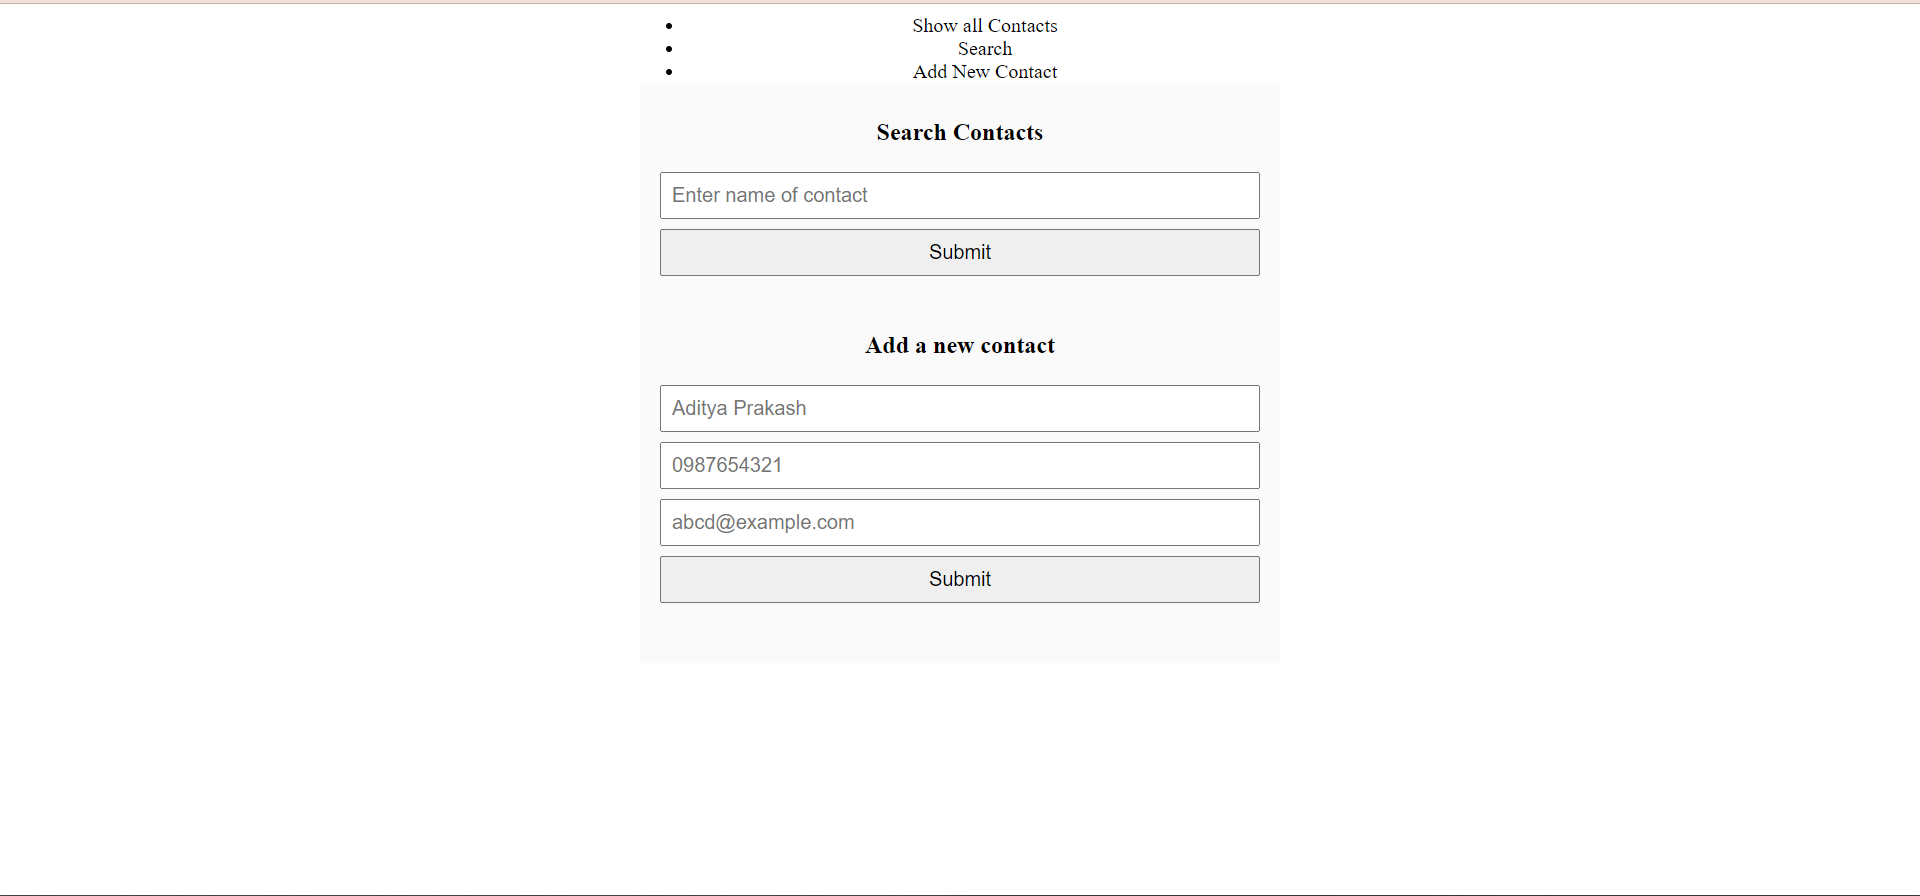 Show all Contacts
Search
Add New Contact
Search Contacts
Enter name of contact
Submit
Add a new contact
Aditya Prakash
0987654321
abcd@example.com
Submit